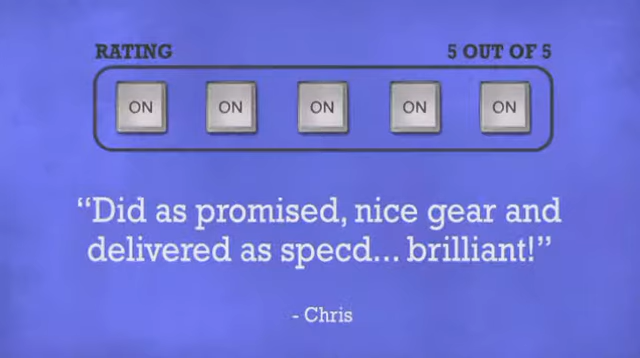 RATING 5 OUT OF 5
ON ON ON ON ON
“Did as promised, nice gear and
delivered as specd... brilliant!”
- Chris